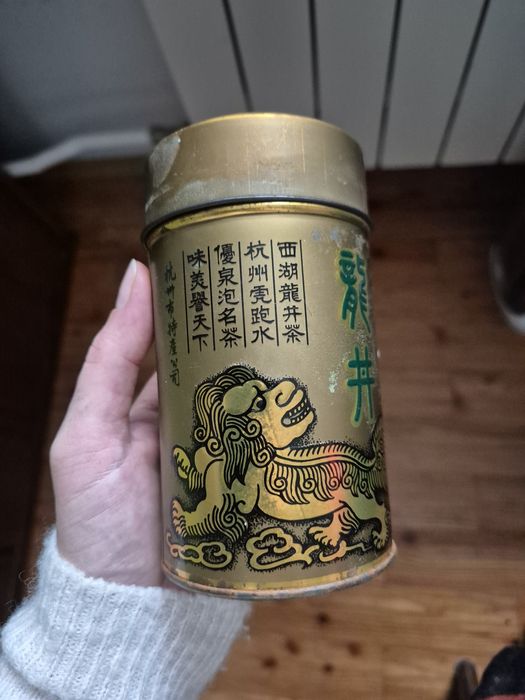 龍井
西湖龍井茶
杭州虎跑水
優泉泡名茶
味美譽天下
杭州市特產公司